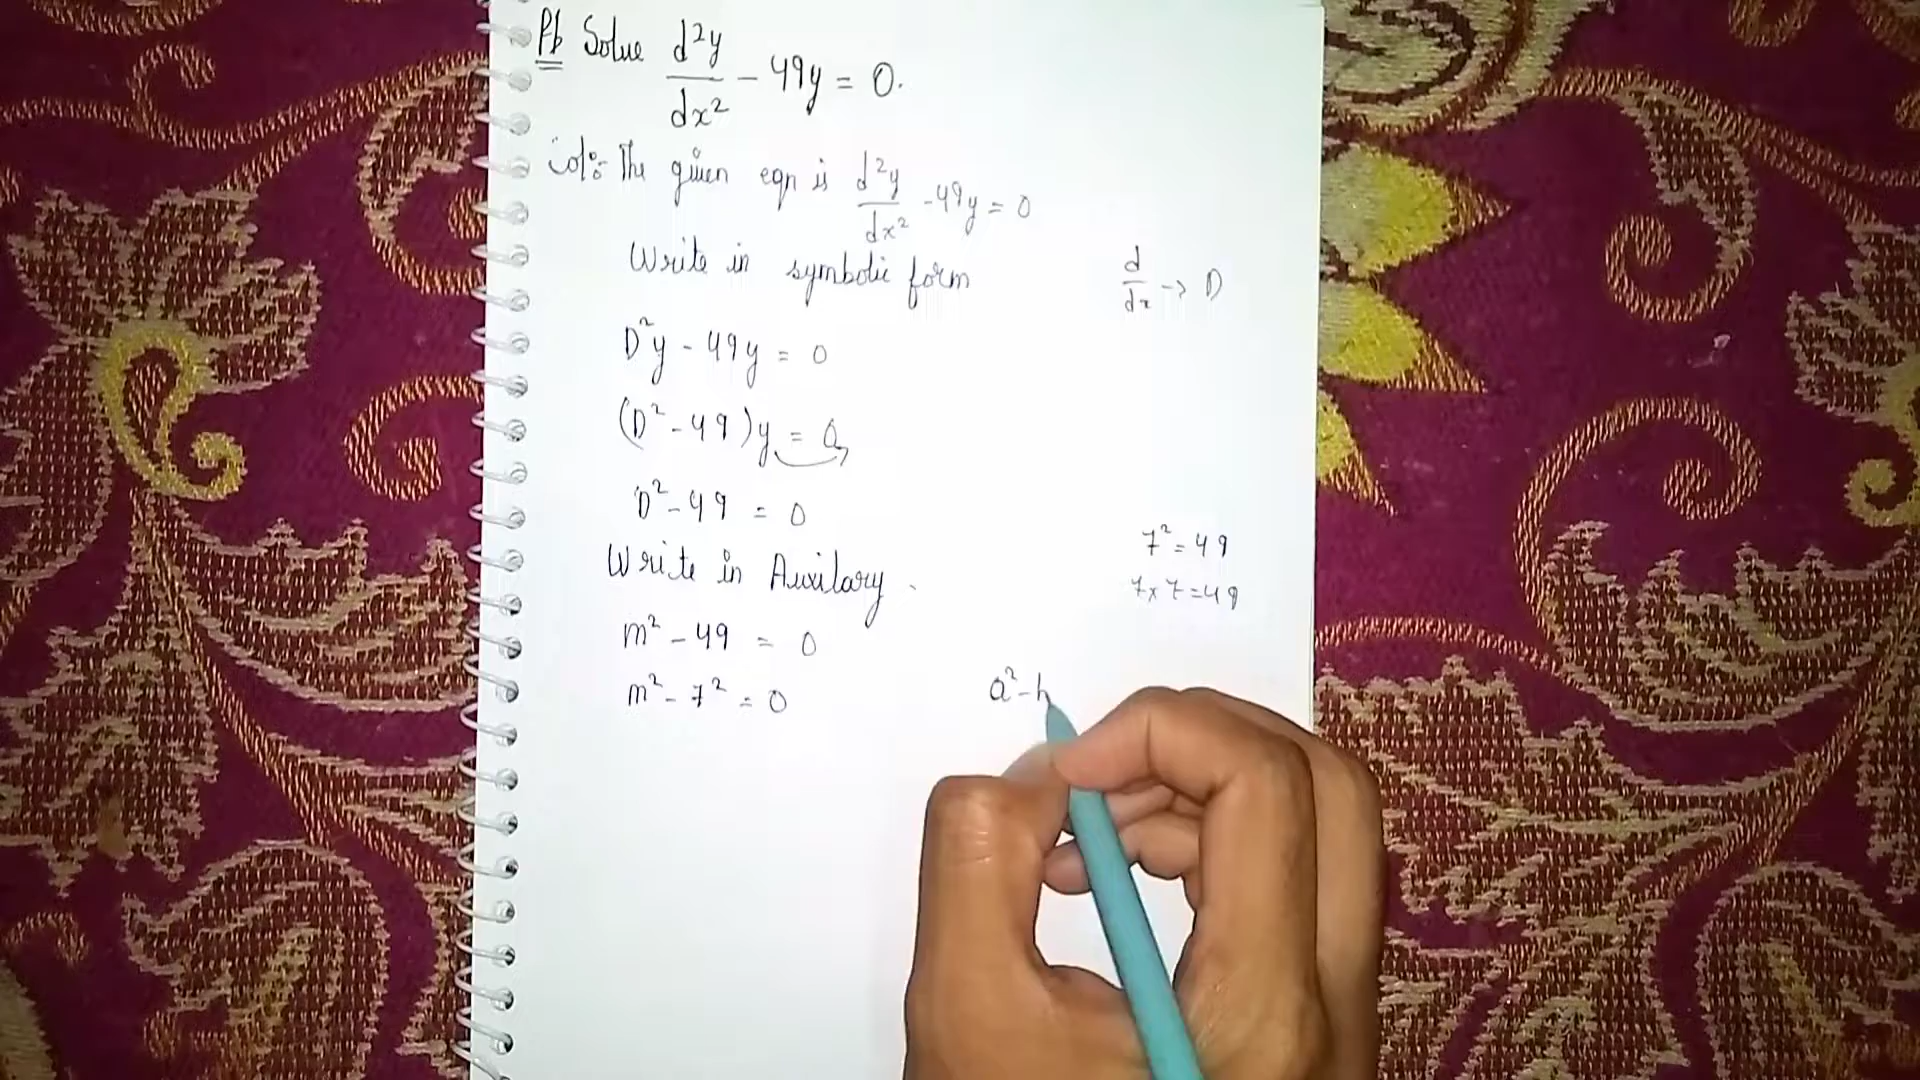 Pb Solve d²y/dx² - 49y = 0.
Sol:- The given eqn is d²y/dx² - 49y = 0
Write in symbolic form
d/dx → D
D²y - 49y = 0
(D² - 49)y = 0
D² - 49 = 0
7² = 49
Write in Auxilary .
7 x 7 = 49
m² - 49 = 0
m² - 7² = 0
a² - b